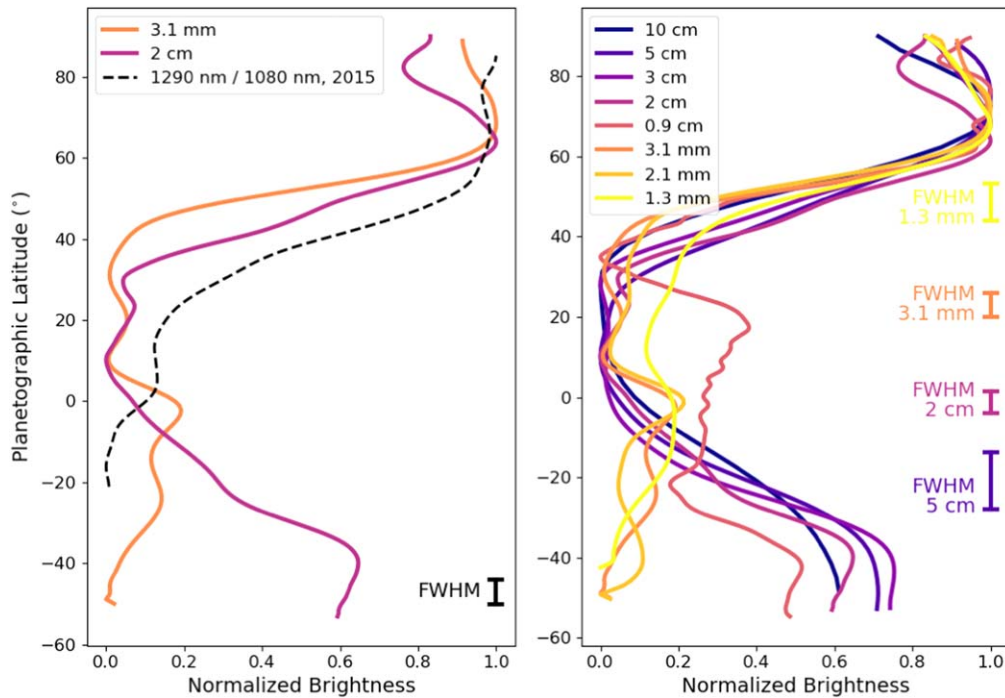 3.1 mm
2 cm
1290 nm / 1080 nm, 2015
Planetographic Latitude (°)
80
60
40
20
0
−20
−40
−60
FWHM
0.0 0.2 0.4 0.6 0.8 1.0
Normalized Brightness
10 cm
5 cm
3 cm
2 cm
0.9 cm
3.1 mm
2.1 mm
1.3 mm
80
60
40
20
0
−20
−40
−60
FWHM
1.3 mm
FWHM
3.1 mm
FWHM
2 cm
FWHM
5 cm
0.0 0.2 0.4 0.6 0.8 1.0
Normalized Brightness